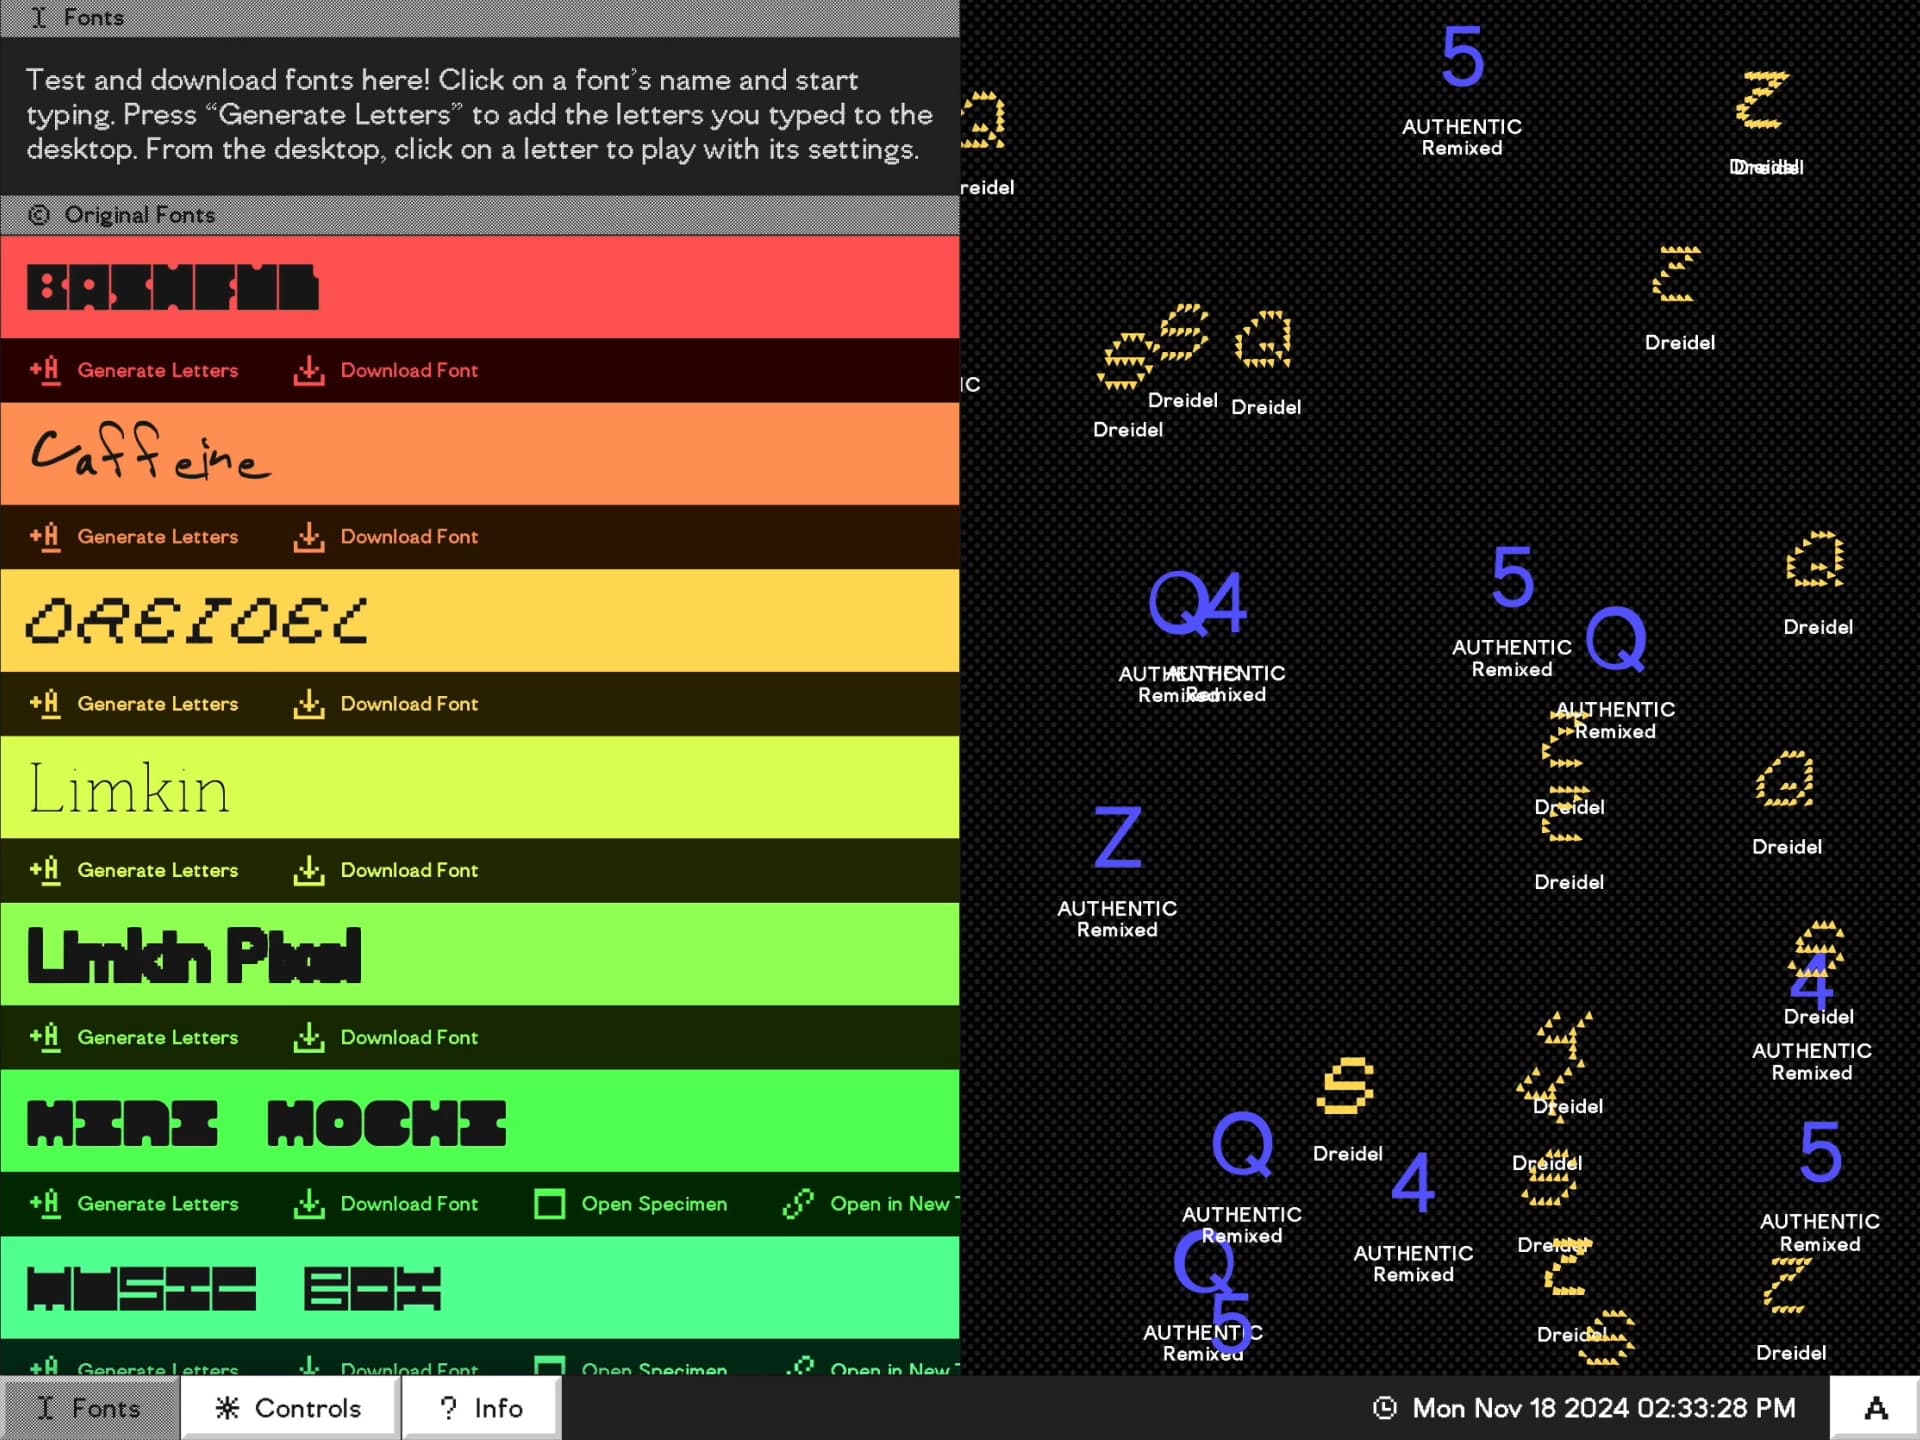 Fonts
Test and download fonts here! Click on a font's name and start
typing. Press “Generate Letters” to add the letters you typed to the
desktop. From the desktop, click on a letter to play with its settings.
© Original Fonts
BASHFUL
+A Generate Letters Download Font
Caffeine
+A Generate Letters Download Font
DREIDEL
+A Generate Letters Download Font
Limkin
+A Generate Letters Download Font
Limkin Pixel
+A Generate Letters Download Font
MINI MOCHI
+A Generate Letters Download Font Open Specimen Open in New
MUSIC BOX
+A Generate Letters Download Font Open Specimen Open in New
Fonts
Controls
? Info
Mon Nov 18 2024 02:33:28 PM
A
5
AUTHENTIC
Remixed
Z
Dreidel
Dreidel
Q
reidel
Z
Dreidel
S
Dreidel
S
Dreidel
Q
Dreidel
IC
Q
AUTHENTIC
Remixed
4
AUTHENTIC
Remixed
5
AUTHENTIC
Remixed
Q
AUTHENTIC
Remixed
Q
Dreidel
Dreidel
Dreidel
Q
Dreidel
Z
AUTHENTIC
Remixed
S
Dreidel
4
AUTHENTIC
Remixed
S
Dreidel
4
Dreidel
Dreidel
Q
AUTHENTIC
Remixed
4
AUTHENTIC
Remixed
5
AUTHENTIC
Remixed
S
Dreidel
Z
Dreidel
S
Q
AUTHENTIC
Remixed
5
Z
Dreidel